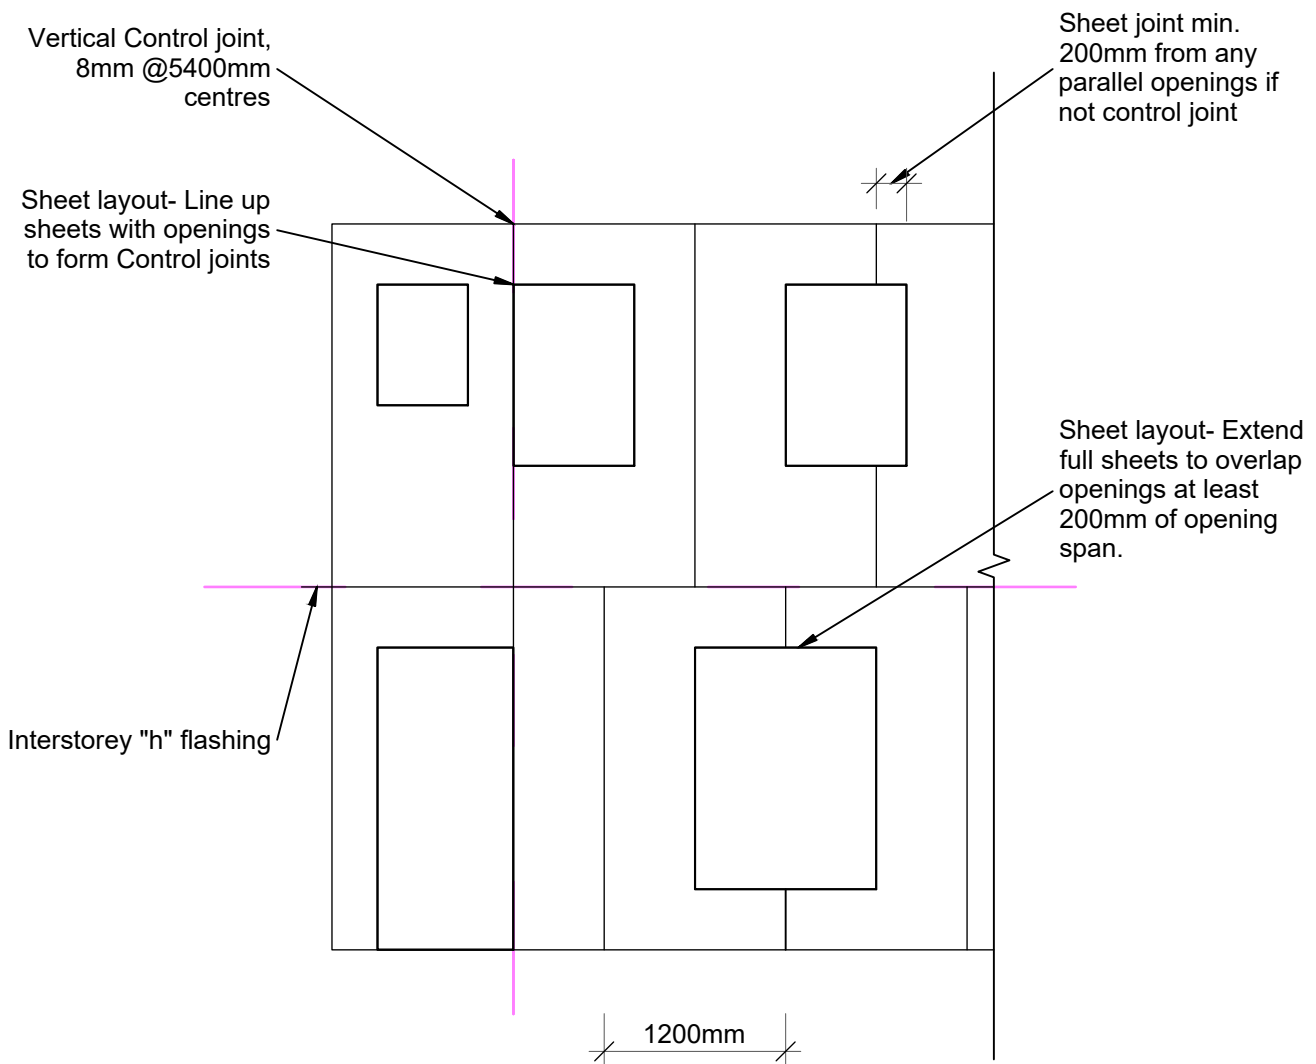 Vertical Control joint,
8mm @5400mm
centres
Sheet joint min.
200mm from any
parallel openings if
not control joint
Sheet layout- Line up
sheets with openings
to form Control joints
Sheet layout- Extend
full sheets to overlap
openings at least
200mm of opening
span.
Interstorey "h" flashing
1200mm